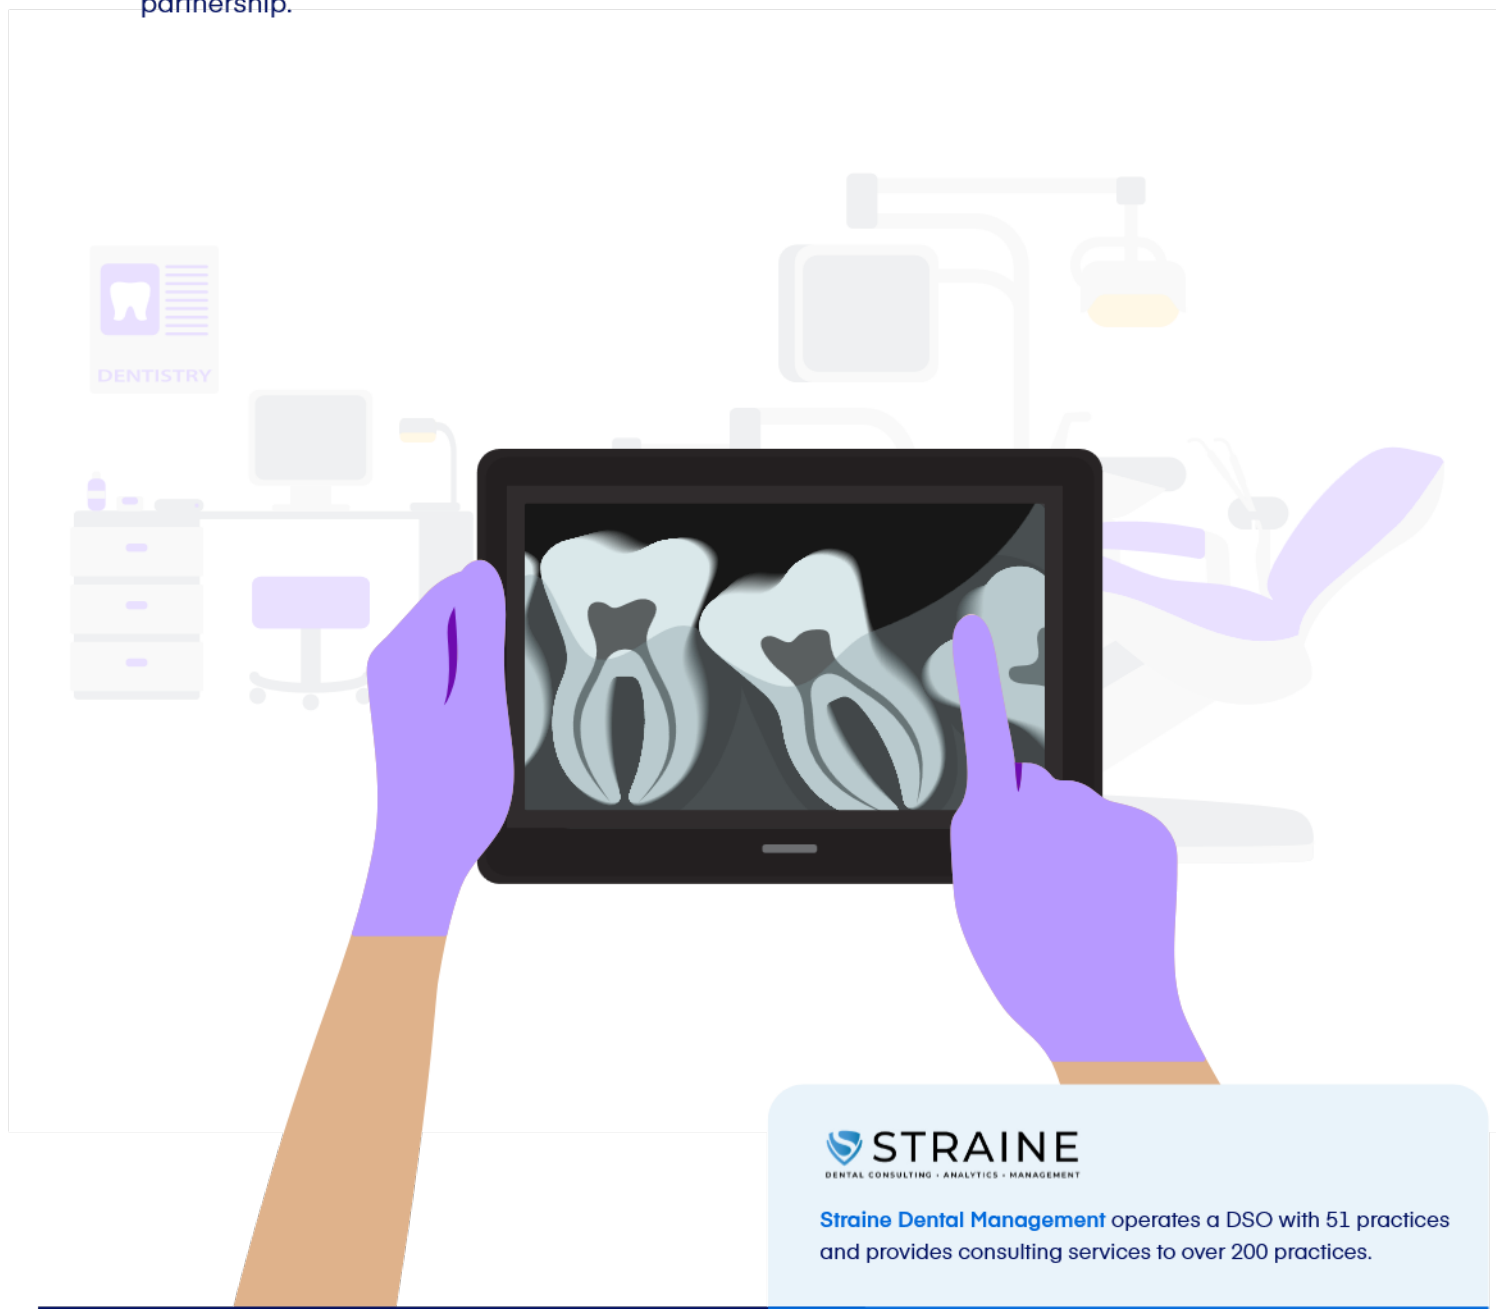 partnership.
DENTISTRY
STRAINE
DENTAL CONSULTING • ANALYTICS • MANAGEMENT
Straine Dental Management operates a DSO with 51 practices
and provides consulting services to over 200 practices.